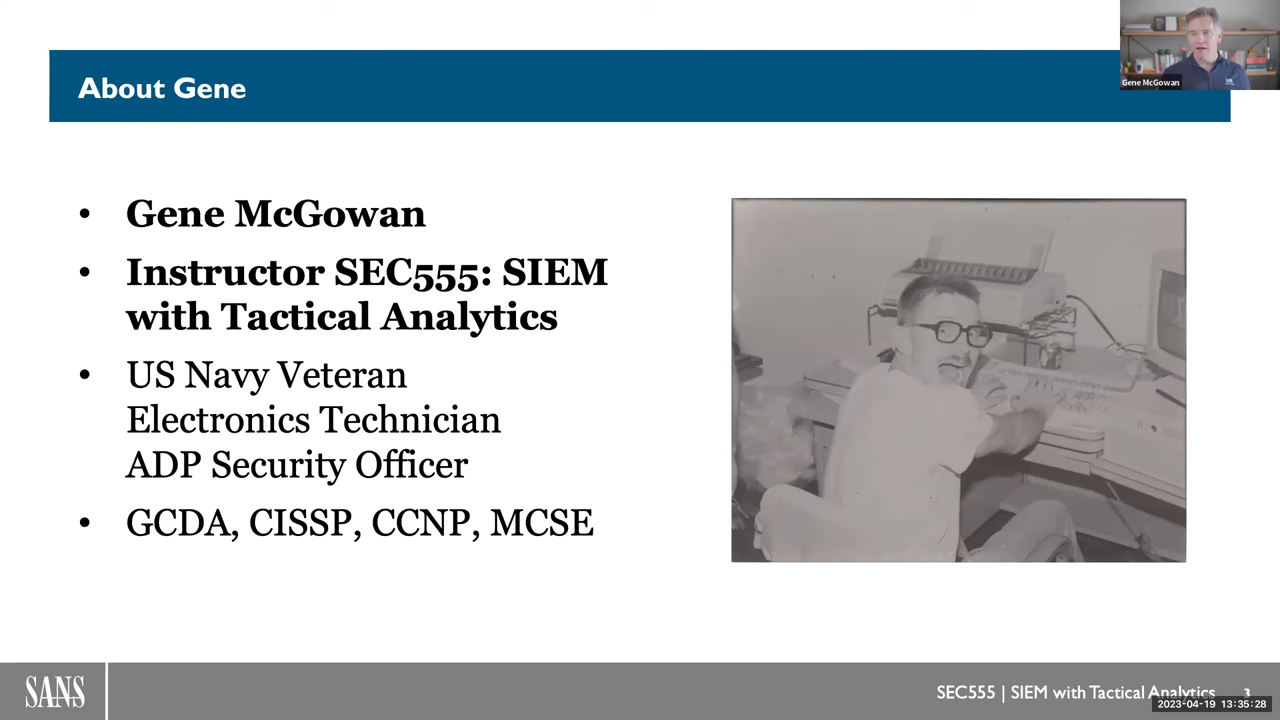 About Gene
Gene McGowan
• Gene McGowan
• Instructor SEC555: SIEM
with Tactical Analytics
• US Navy Veteran
Electronics Technician
ADP Security Officer
• GCDA, CISSP, CCNP, MCSE
SANS
SEC555 | SIEM with Tactical Analytics 3
2023-04-19 13:35:28